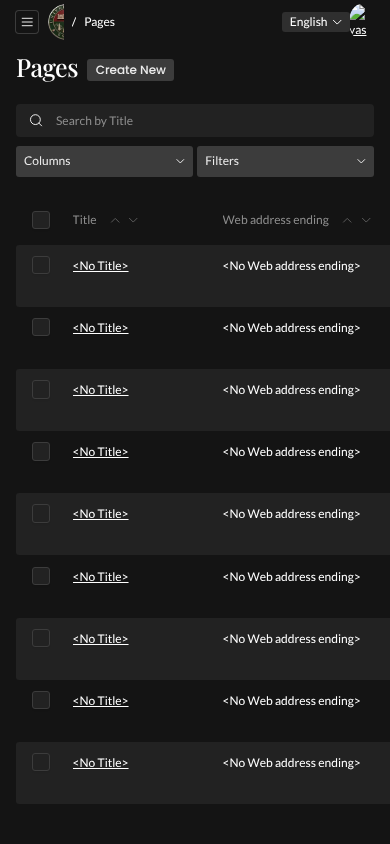 / Pages
English
vas
Pages
Create New
Search by Title
Columns
Filters
Title
Web address ending
<No Title> <No Web address ending>
<No Title> <No Web address ending>
<No Title> <No Web address ending>
<No Title> <No Web address ending>
<No Title> <No Web address ending>
<No Title> <No Web address ending>
<No Title> <No Web address ending>
<No Title> <No Web address ending>
<No Title> <No Web address ending>